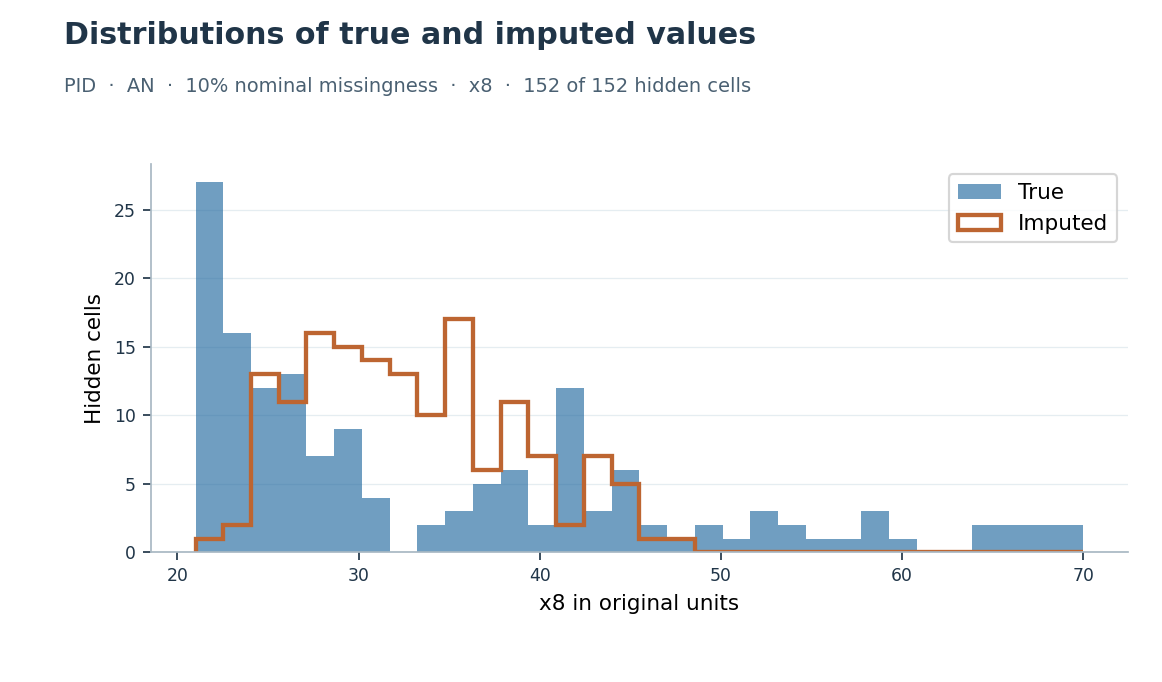 Distributions of true and imputed values
PID · AN · 10% nominal missingness · x8 · 152 of 152 hidden cells
True
Imputed
Hidden cells
25
20
15
10
5
0
20 30 40 50 60 70
x8 in original units